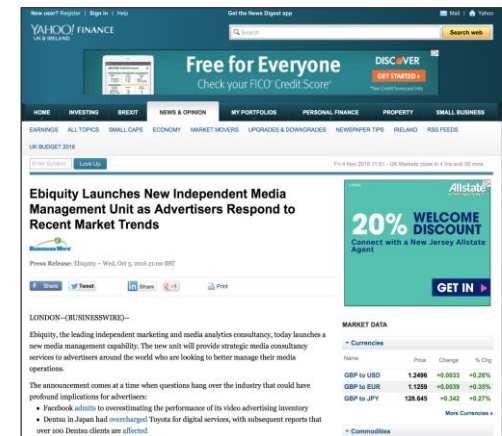 New user? Register | Sign In | Help
Get the News Digest app
Mail | Yahoo
YAHOO! FINANCE
UK & IRELAND
Search
Search web
Free for Everyone
Check your FICO® Credit Score*
DISCOVER
GET STARTED
HOME INVESTING BREXIT NEWS & OPINION MY PORTFOLIOS PERSONAL FINANCE PROPERTY SMALL BUSINESS
EARNINGS ALL TOPICS SMALL CAPS ECONOMY MARKET MOVERS UPGRADES & DOWNGRADES NEWSPAPER TIPS IRELAND RSS FEEDS
UK BUDGET 2016
Enter Symbol Look Up
Fri 4 Nov 2016 11:51 - UK Markets close in 4 hrs and 39 mins
Ebiquity Launches New Independent Media
Management Unit as Advertisers Respond to
Recent Market Trends
Business Wire
Press Release: Ebiquity – Wed, Oct 5, 2016 21:00 BST
Share Tweet Share +1 Print
LONDON--(BUSINESSWIRE)--
Ebiquity, the leading independent marketing and media analytics consultancy, today launches a
new media management capability. The new unit will provide strategic media consultancy
services to advertisers around the world who are looking to better manage their media
operations.
The announcement comes at a time when questions hang over the industry that could have
profound implications for advertisers:
• Facebook admits to overestimating the performance of its video advertising inventory
• Dentsu in Japan had overcharged Toyota for digital services, with subsequent reports that
over 100 Dentsu clients are affected
Allstate
20% WELCOME
DISCOUNT
Connect with a New Jersey Allstate
Agent
GET IN
MARKET DATA
Currencies
Name Price Change % Chg
GBP to USD 1.2496 +0.0033 +0.26%
GBP to EUR 1.1259 +0.0039 +0.35%
GBP to JPY 128.645 +0.342 +0.27%
More Currencies »
Commodities